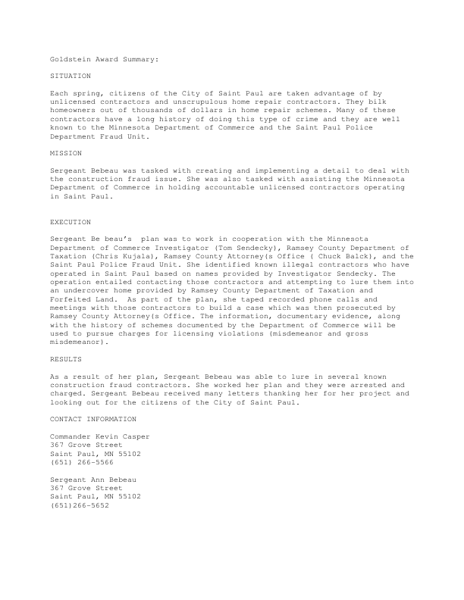 Goldstein Award Summary:
SITUATION
Each spring, citizens of the City of Saint Paul are taken advantage of by
unlicensed contractors and unscrupulous home repair contractors. They bilk
homeowners out of thousands of dollars in home repair schemes. Many of these
contractors have a long history of doing this type of crime and they are well
known to the Minnesota Department of Commerce and the Saint Paul Police
Department Fraud Unit.
MISSION
Sergeant Bebeau was tasked with creating and implementing a detail to deal with
the construction fraud issue. She was also tasked with assisting the Minnesota
Department of Commerce in holding accountable unlicensed contractors operating
in Saint Paul.
EXECUTION
Sergeant Be beau's plan was to work in cooperation with the Minnesota
Department of Commerce Investigator (Tom Sendecky), Ramsey County Department of
Taxation (Chris Kujala), Ramsey County Attorney(s Office ( Chuck Balck), and the
Saint Paul Police Fraud Unit. She identified known illegal contractors who have
operated in Saint Paul based on names provided by Investigator Sendecky. The
operation entailed contacting those contractors and attempting to lure them into
an undercover home provided by Ramsey County Department of Taxation and
Forfeited Land. As part of the plan, she taped recorded phone calls and
meetings with those contractors to build a case which was then prosecuted by
Ramsey County Attorney(s Office. The information, documentary evidence, along
with the history of schemes documented by the Department of Commerce will be
used to pursue charges for licensing violations (misdemeanor and gross
misdemeanor).
RESULTS
As a result of her plan, Sergeant Bebeau was able to lure in several known
construction fraud contractors. She worked her plan and they were arrested and
charged. Sergeant Bebeau received many letters thanking her for her project and
looking out for the citizens of the City of Saint Paul.
CONTACT INFORMATION
Commander Kevin Casper
367 Grove Street
Saint Paul, MN 55102
(651) 266-5566
Sergeant Ann Bebeau
367 Grove Street
Saint Paul, MN 55102
(651)266-5652